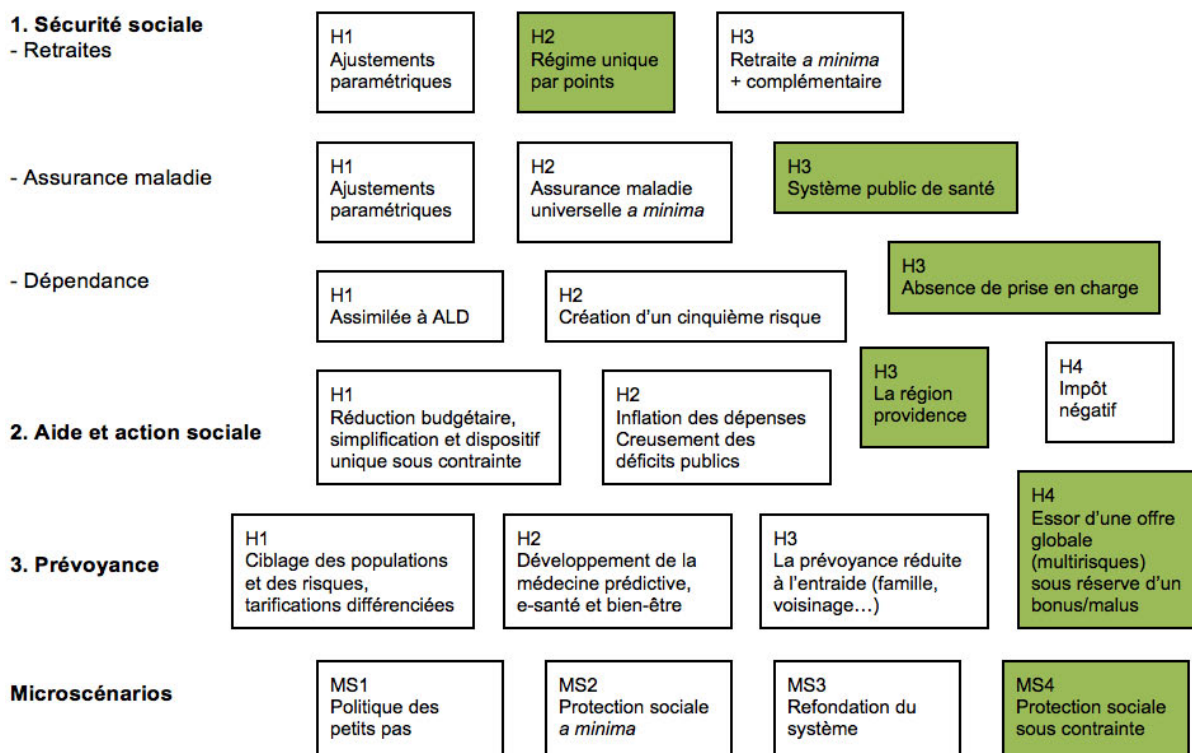 1. Sécurité sociale
- Retraites
H1
Ajustements
paramétriques
H2
Régime unique
par points
H3
Retraite a minima
+ complémentaire
- Assurance maladie
H1
Ajustements
paramétriques
H2
Assurance maladie
universelle a minima
H3
Système public de santé
- Dépendance
H1
Assimilée à ALD
H2
Création d’un cinquième risque
H3
Absence de prise en charge
2. Aide et action sociale
H1
Réduction budgétaire,
simplification et dispositif
unique sous contrainte
H2
Inflation des dépenses
Creusement des
déficits publics
H3
La région
providence
H4
Impôt
négatif
3. Prévoyance
H1
Ciblage des populations
et des risques,
tarifications différenciées
H2
Développement de la
médecine prédictive,
e-santé et bien-être
H3
La prévoyance réduite
à l’entraide (famille,
voisinage…)
H4
Essor d’une offre
globale
(multirisques)
sous réserve d’un
bonus/malus
Microscénarios
MS1
Politique des
petits pas
MS2
Protection sociale
a minima
MS3
Refondation du
système
MS4
Protection sociale
sous contrainte